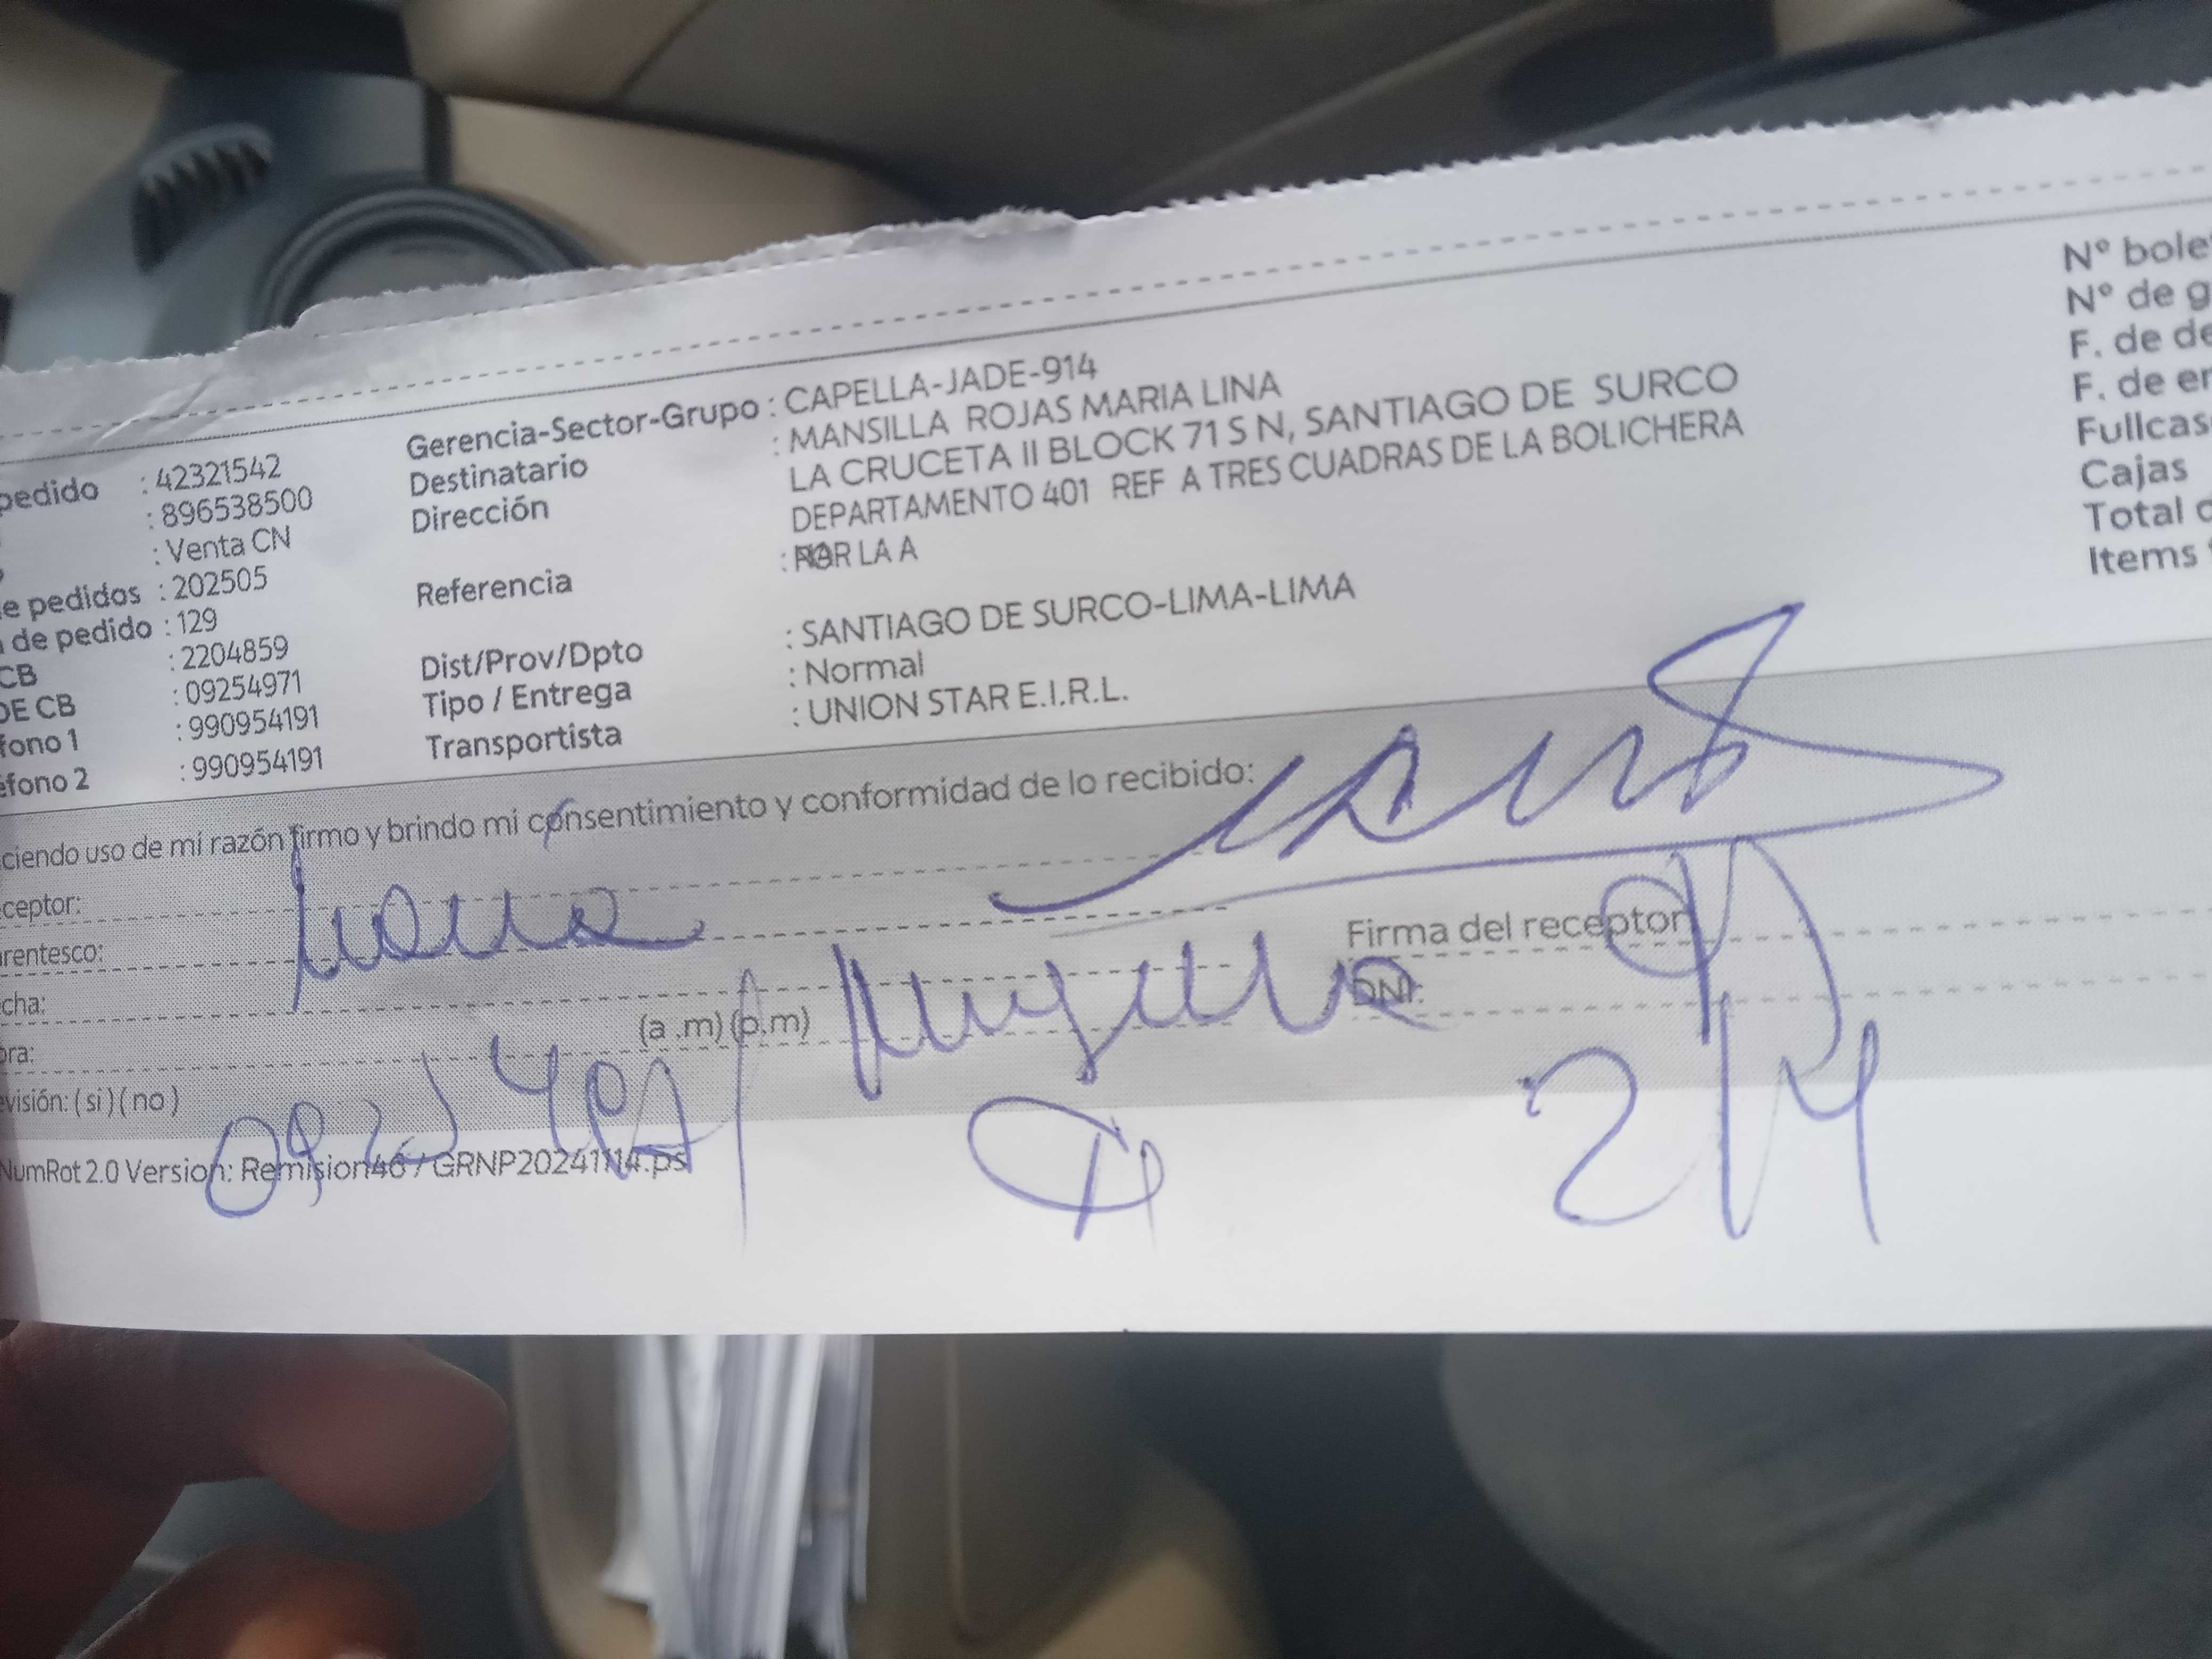 pedido : 42321542
: 896538500
: Venta CN
e pedidos : 202505
de pedido : 129
CB : 2204859
DE CB : 09254971
fono 1 : 990954191
éfono 2 : 990954191
Gerencia-Sector-Grupo : CAPELLA-JADE-914
Destinatario : MANSILLA ROJAS MARIA LINA
Dirección LA CRUCETA II BLOCK 71 S N, SANTIAGO DE SURCO
DEPARTAMENTO 401 REF A TRES CUADRAS DE LA BOLICHERA
Referencia : LA A
Dist/Prov/Dpto : SANTIAGO DE SURCO-LIMA-LIMA
Tipo / Entrega : Normal
Transportista : UNION STAR E.I.R.L.
N° bole
N° de g
F. de de
F. de e
Fullcas
Cajas
Total
Items
ciendo uso de mi razón firmo y brindo mi consentimiento y conformidad de lo recibido:
ceptor:
rentesco: Maria
cha:
ora: (a .m) (p.m)
Firma del receptor
DNI:
visión: ( si ) ( no )
NumRot 2.0 Version: Remision46 / GRNP20241114.ps